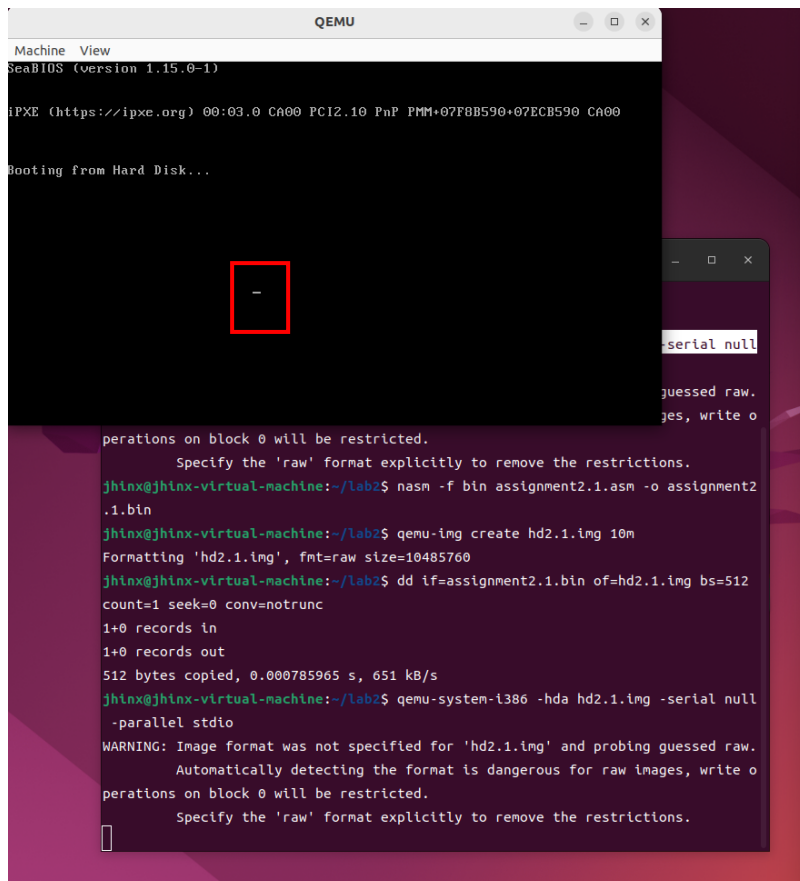 QEMU
Machine View
SeaBIOS (version 1.15.0-1)
iPXE (https://ipxe.org) 00:03.0 CA00 PCI2.10 PnP PMM+07F8B590+07ECB590 CA00
Booting from Hard Disk...
-serial null
guessed raw.
ges, write o
perations on block 0 will be restricted.
Specify the 'raw' format explicitly to remove the restrictions.
jhinx@jhinx-virtual-machine:~/lab2$ nasm -f bin assignment2.1.asm -o assignment2
.1.bin
jhinx@jhinx-virtual-machine:~/lab2$ qemu-img create hd2.1.img 10m
Formatting 'hd2.1.img', fmt=raw size=10485760
jhinx@jhinx-virtual-machine:~/lab2$ dd if=assignment2.1.bin of=hd2.1.img bs=512
count=1 seek=0 conv=notrunc
1+0 records in
1+0 records out
512 bytes copied, 0.000785965 s, 651 kB/s
jhinx@jhinx-virtual-machine:~/lab2$ qemu-system-i386 -hda hd2.1.img -serial null
-parallel stdio
WARNING: Image format was not specified for 'hd2.1.img' and probing guessed raw.
Automatically detecting the format is dangerous for raw images, write o
perations on block 0 will be restricted.
Specify the 'raw' format explicitly to remove the restrictions.